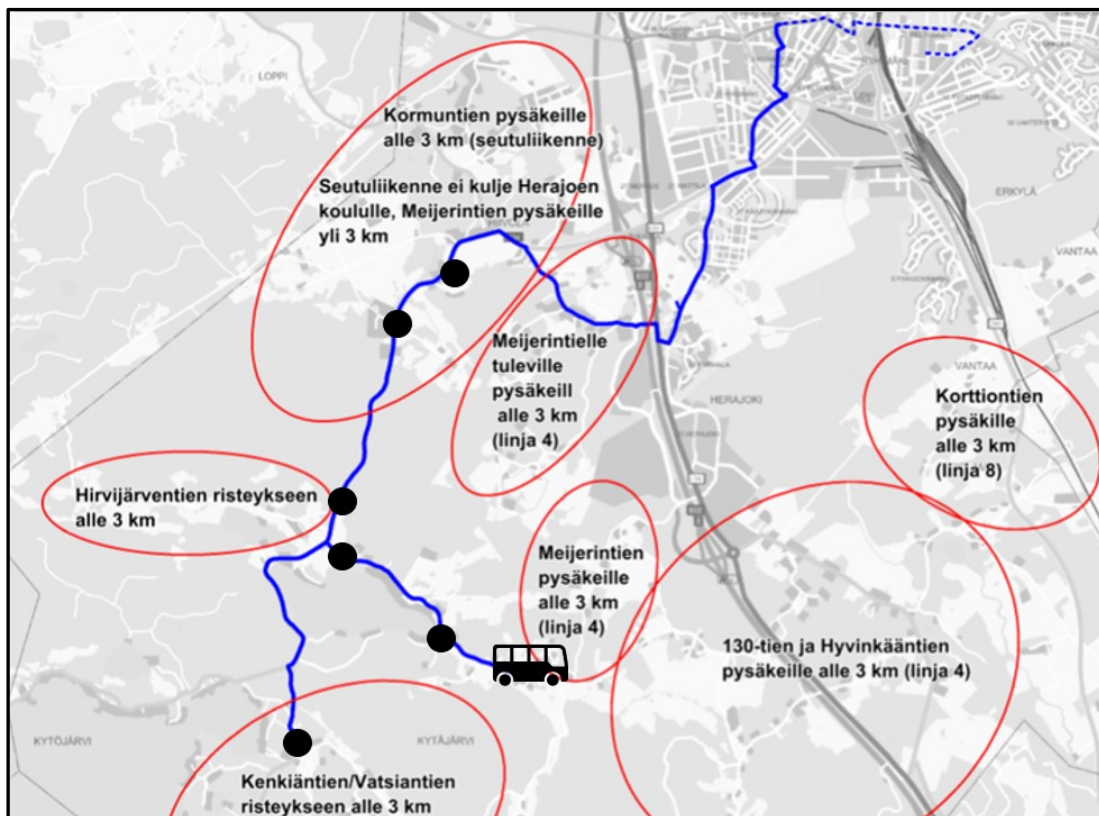 LOPPI
Kormuntien pysäkeille
alle 3 km (seutuliikenne)
Seutuliikenne ei kulje Herajoen
koululle, Meijerintien pysäkeille
yli 3 km
ERKYLÄ
VANTAA
Meijerintielle
tuleville
pysäkeill
alle 3 km
(linja 4)
HERAJOKI
VANTAA
Korttiontien
pysäkille
alle 3 km
(linja 8)
Hirvijärventien risteykseen
alle 3 km
Meijerintien
pysäkeille
alle 3 km
(linja 4)
130-tien ja Hyvinkääntien
pysäkeille alle 3 km (linja 4)
KYTÖJÄRVI
KYTÄJÄRVI
Kenkiäntien/Vatsiantien
risteykseen alle 3 km